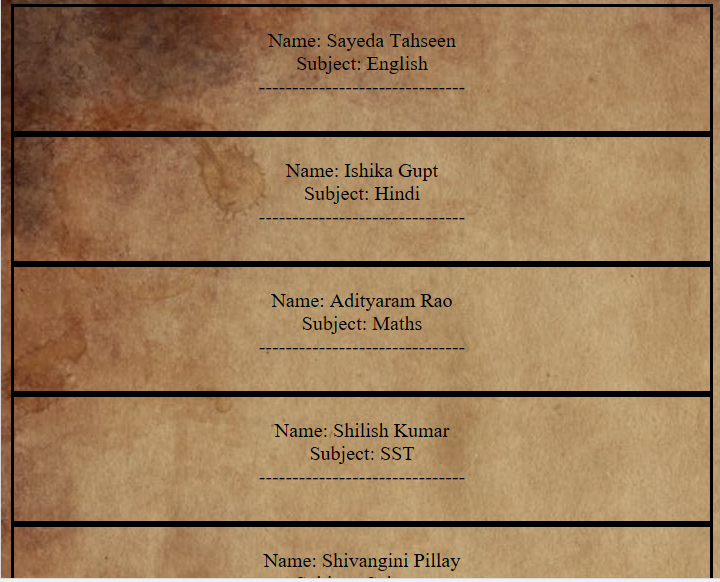 Name: Sayeda Tahseen
Subject: English
-------------------------------
Name: Ishika Gupt
Subject: Hindi
-------------------------------
Name: Adityaram Rao
Subject: Maths
-------------------------------
Name: Shilish Kumar
Subject: SST
-------------------------------
Name: Shivangini Pillay